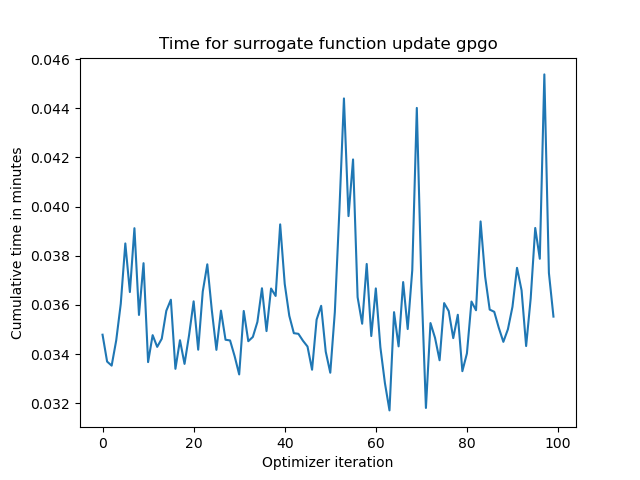 Time for surrogate function update gpgo
Cumulative time in minutes
0.046
0.044
0.042
0.040
0.038
0.036
0.034
0.032
0 20 40 60 80 100
Optimizer iteration